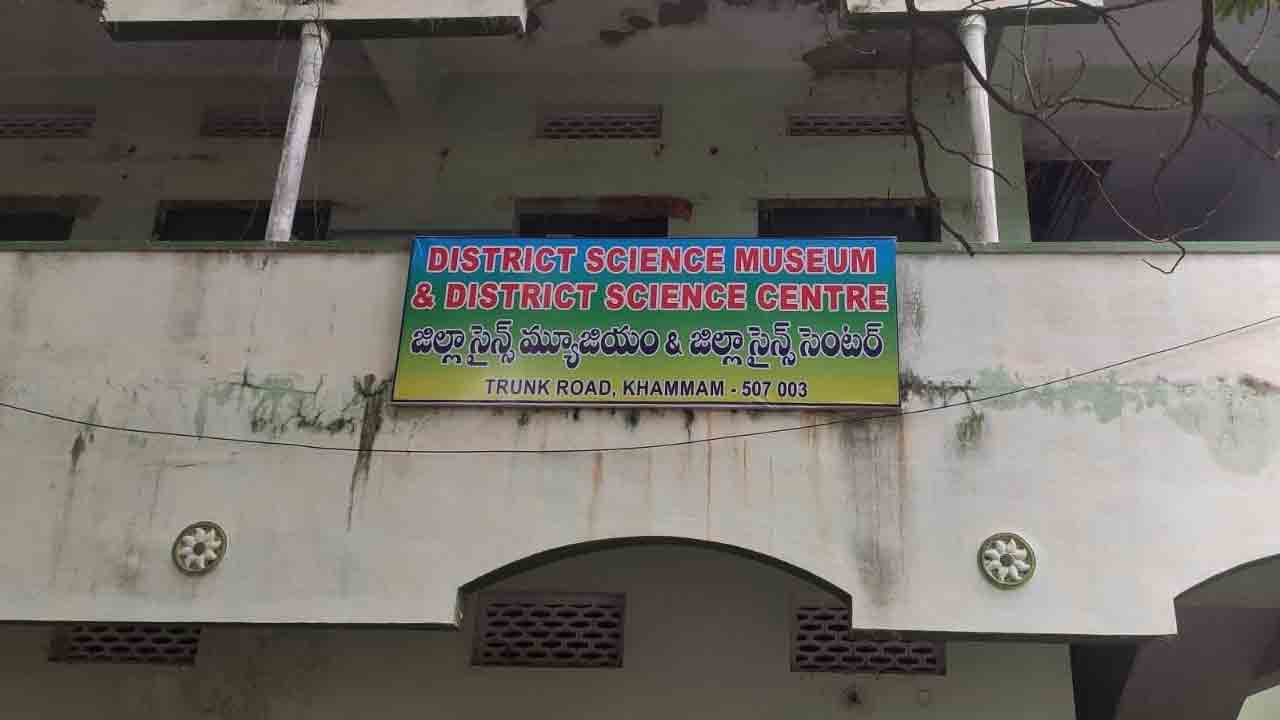 DISTRICT SCIENCE MUSEUM
& DISTRICT SCIENCE CENTRE
జిల్లా సైన్స్ మ్యూజియం & జిల్లా సైన్స్ సెంటర్
TRUNK ROAD, KHAMMAM - 507 003